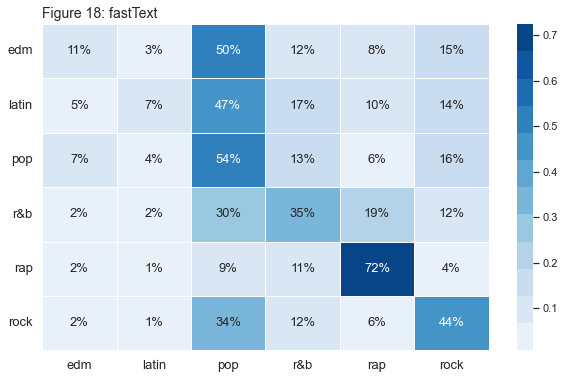 Figure 18: fastText
edm 11% 3% 50% 12% 8% 15%
latin 5% 7% 47% 17% 10% 14%
pop 7% 4% 54% 13% 6% 16%
r&b 2% 2% 30% 35% 19% 12%
rap 2% 1% 9% 11% 72% 4%
rock 2% 1% 34% 12% 6% 44%
edm latin pop r&b rap rock
0.7
0.6
0.5
0.4
0.3
0.2
0.1